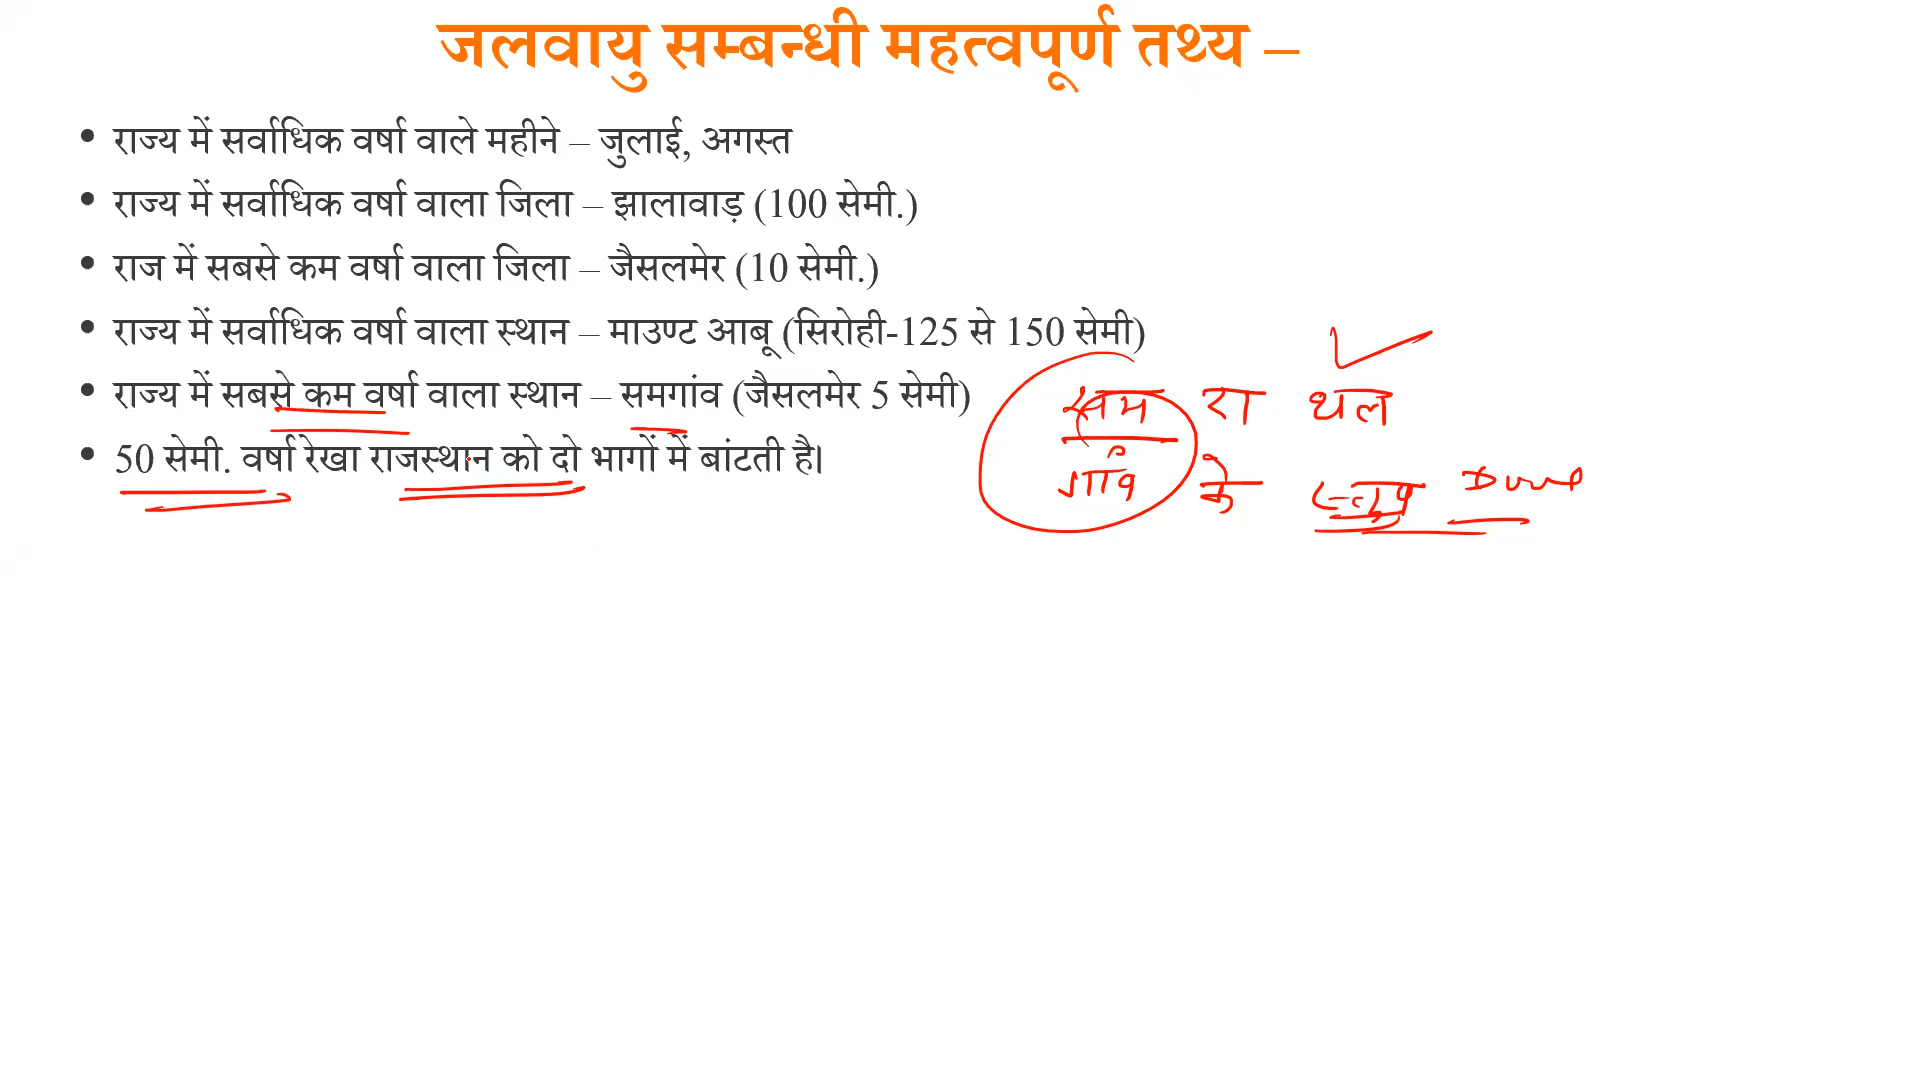 जलवायु सम्बन्धी महत्वपूर्ण तथ्य –
• राज्य में सर्वाधिक वर्षा वाले महीने – जुलाई, अगस्त
• राज्य में सर्वाधिक वर्षा वाला जिला – झालावाड़ (100 सेमी.)
• राज में सबसे कम वर्षा वाला जिला – जैसलमेर (10 सेमी.)
• राज्य में सर्वाधिक वर्षा वाला स्थान – माउण्ट आबू (सिरोही-125 से 150 सेमी)
• राज्य में सबसे कम वर्षा वाला स्थान – समगांव (जैसलमेर 5 सेमी)
• 50 सेमी. वर्षा रेखा राजस्थान को दो भागों में बांटती है।
सम रा थल
गांव के